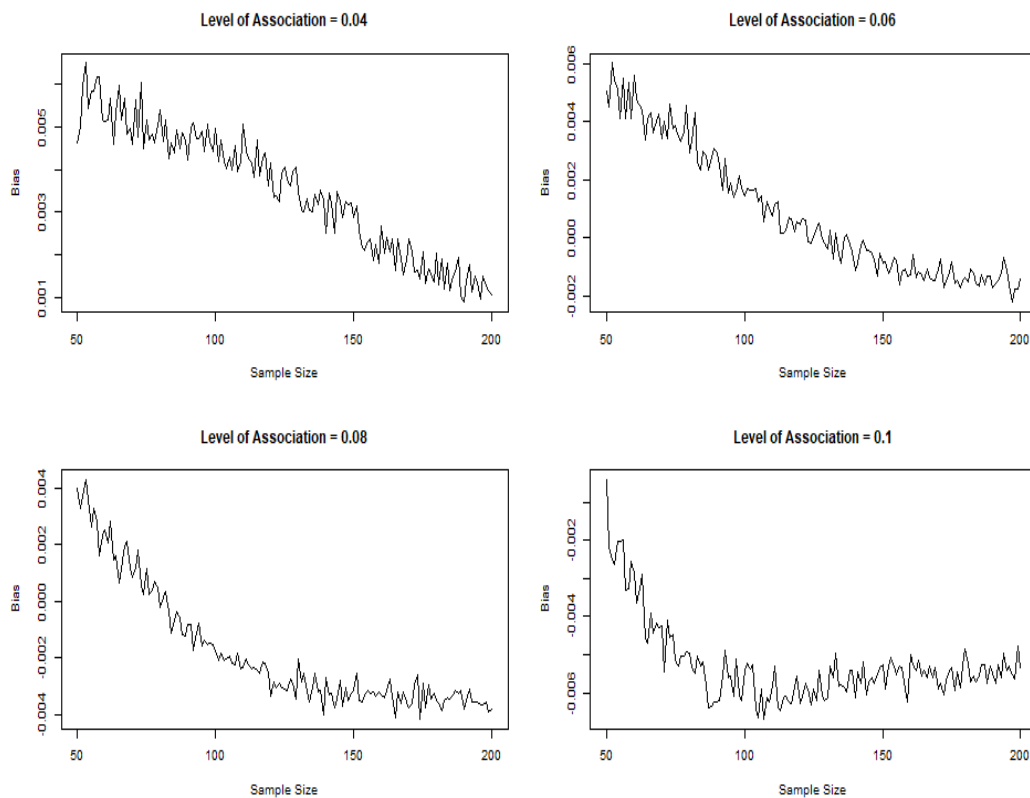 Level of Association = 0.04
0.005
0.003
0.001
Bias
50 100 150 200
Sample Size
Level of Association = 0.06
0.006
0.004
0.002
0.000
-0.002
Bias
50 100 150 200
Sample Size
Level of Association = 0.08
0.004
0.002
0.000
-0.002
-0.004
Bias
50 100 150 200
Sample Size
Level of Association = 0.1
-0.002
-0.004
-0.006
Bias
50 100 150 200
Sample Size